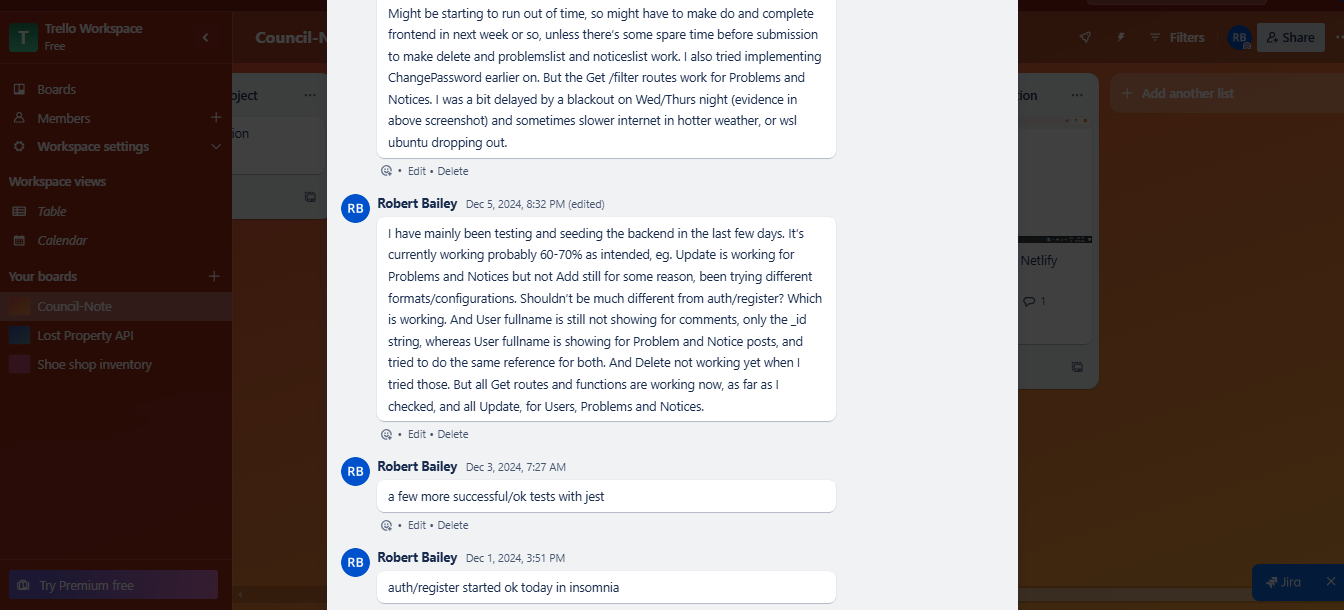 Trello Workspace
Free
Boards
Members
Workspace settings
Workspace views
Table
Calendar
Your boards
Council-Note
Lost Property API
Shoe shop inventory
Try Premium free
Council-N
oject
ion
Might be starting to run out of time, so might have to make do and complete
frontend in next week or so, unless there's some spare time before submission
to make delete and problemslist and noticeslist work. I also tried implementing
ChangePassword earlier on. But the Get /filter routes work for Problems and
Notices. I was a bit delayed by a blackout on Wed/Thurs night (evidence in
above screenshot) and sometimes slower internet in hotter weather, or wsl
ubuntu dropping out.
• Edit • Delete
RB
Robert Bailey Dec 5, 2024, 8:32 PM (edited)
I have mainly been testing and seeding the backend in the last few days. It's
currently working probably 60-70% as intended, eg. Update is working for
Problems and Notices but not Add still for some reason, been trying different
formats/configurations. Shouldn't be much different from auth/register? Which
is working. And User fullname is still not showing for comments, only the _id
string, whereas User fullname is showing for Problem and Notice posts, and
tried to do the same reference for both. And Delete not working yet when I
tried those. But all Get routes and functions are working now, as far as I
checked, and all Update, for Users, Problems and Notices.
• Edit • Delete
RB
Robert Bailey Dec 3, 2024, 7:27 AM
a few more successful/ok tests with jest
• Edit • Delete
RB
Robert Bailey Dec 1, 2024, 3:51 PM
auth/register started ok today in insomnia
Filters
RB
Share
ion
Add another list
Netlify
1
Jira